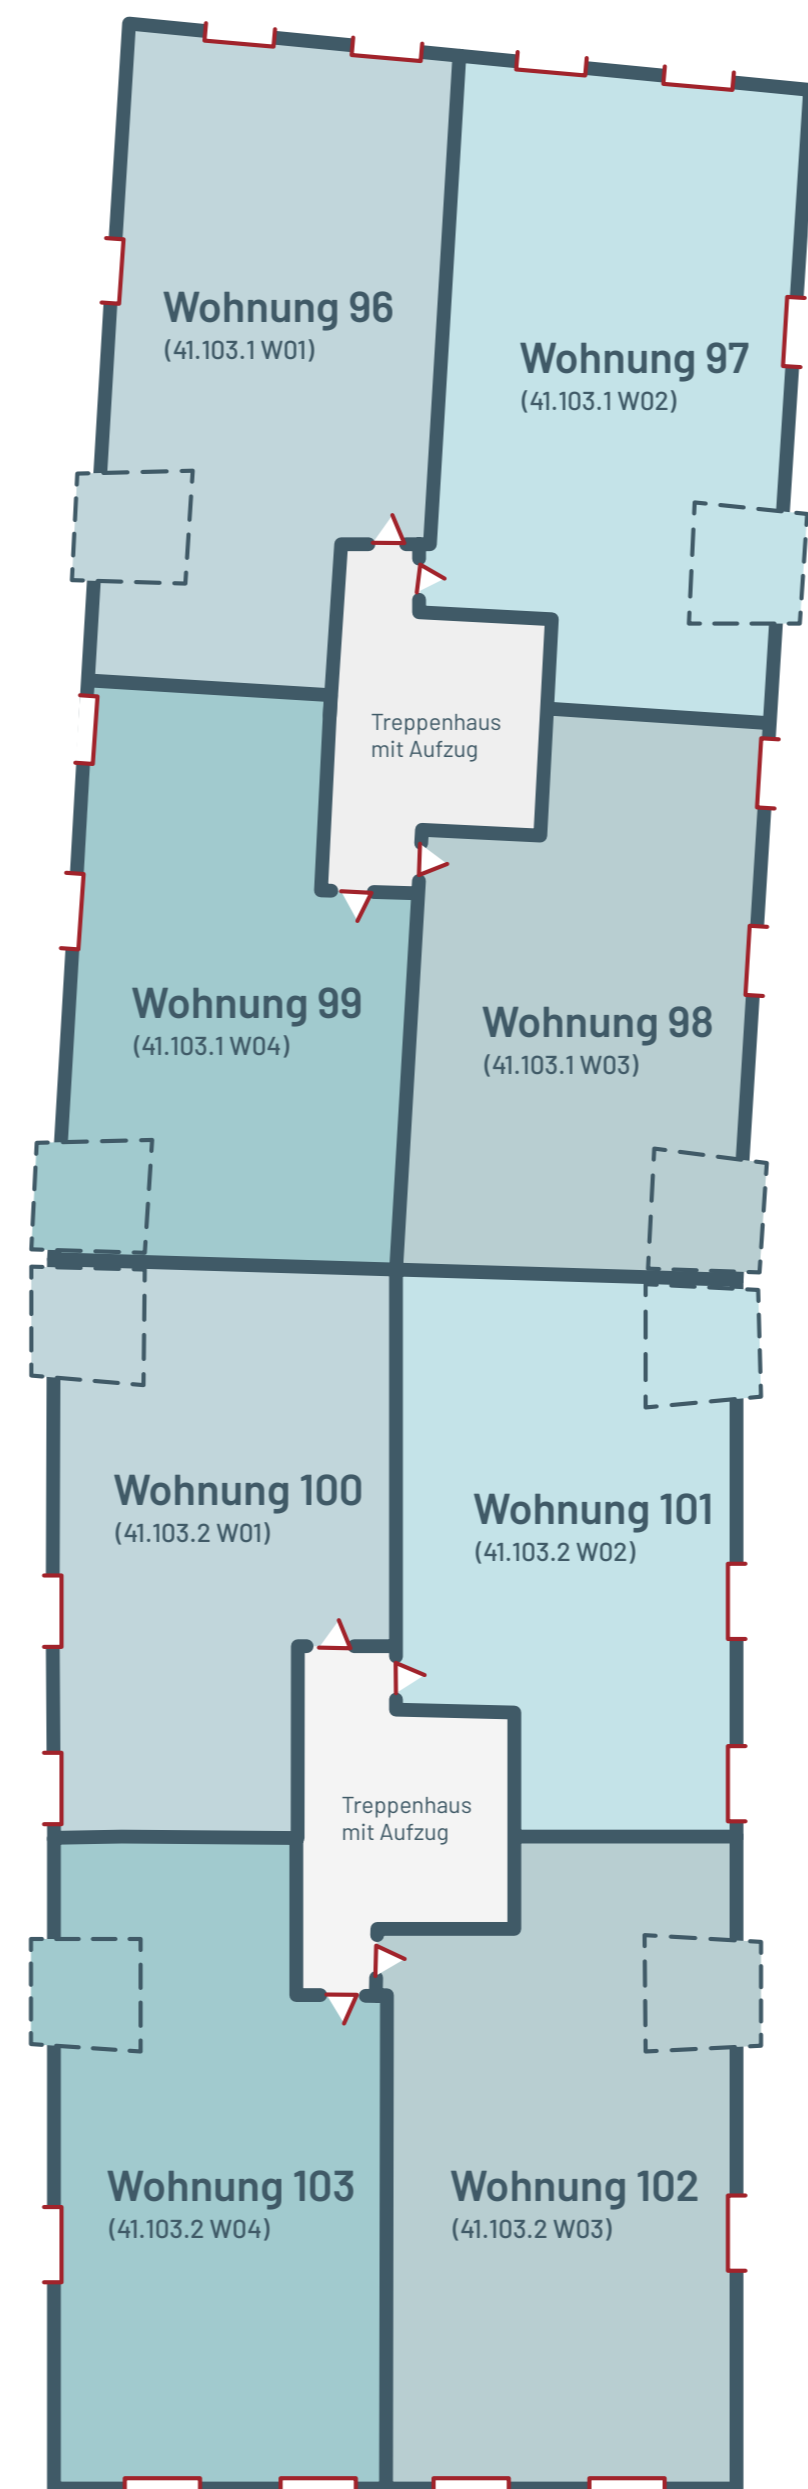 Wohnung 96
(41.103.1 W01)
Wohnung 97
(41.103.1 W02)
Treppenhaus
mit Aufzug
Wohnung 99
(41.103.1 W04)
Wohnung 98
(41.103.1 W03)
Wohnung 100
(41.103.2 W01)
Wohnung 101
(41.103.2 W02)
Treppenhaus
mit Aufzug
Wohnung 103
(41.103.2 W04)
Wohnung 102
(41.103.2 W03)